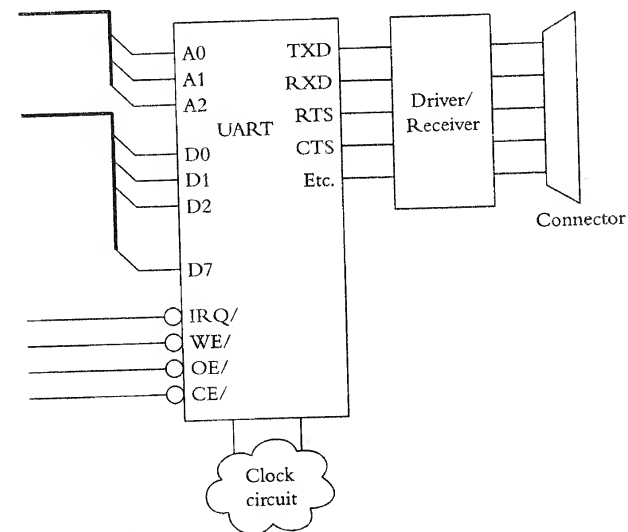 A0
A1
A2
D0
D1
D2
D7
IRQ/
WE/
OE/
CE/
UART
TXD
RXD
RTS
CTS
Etc.
Driver/
Receiver
Connector
Clock
circuit